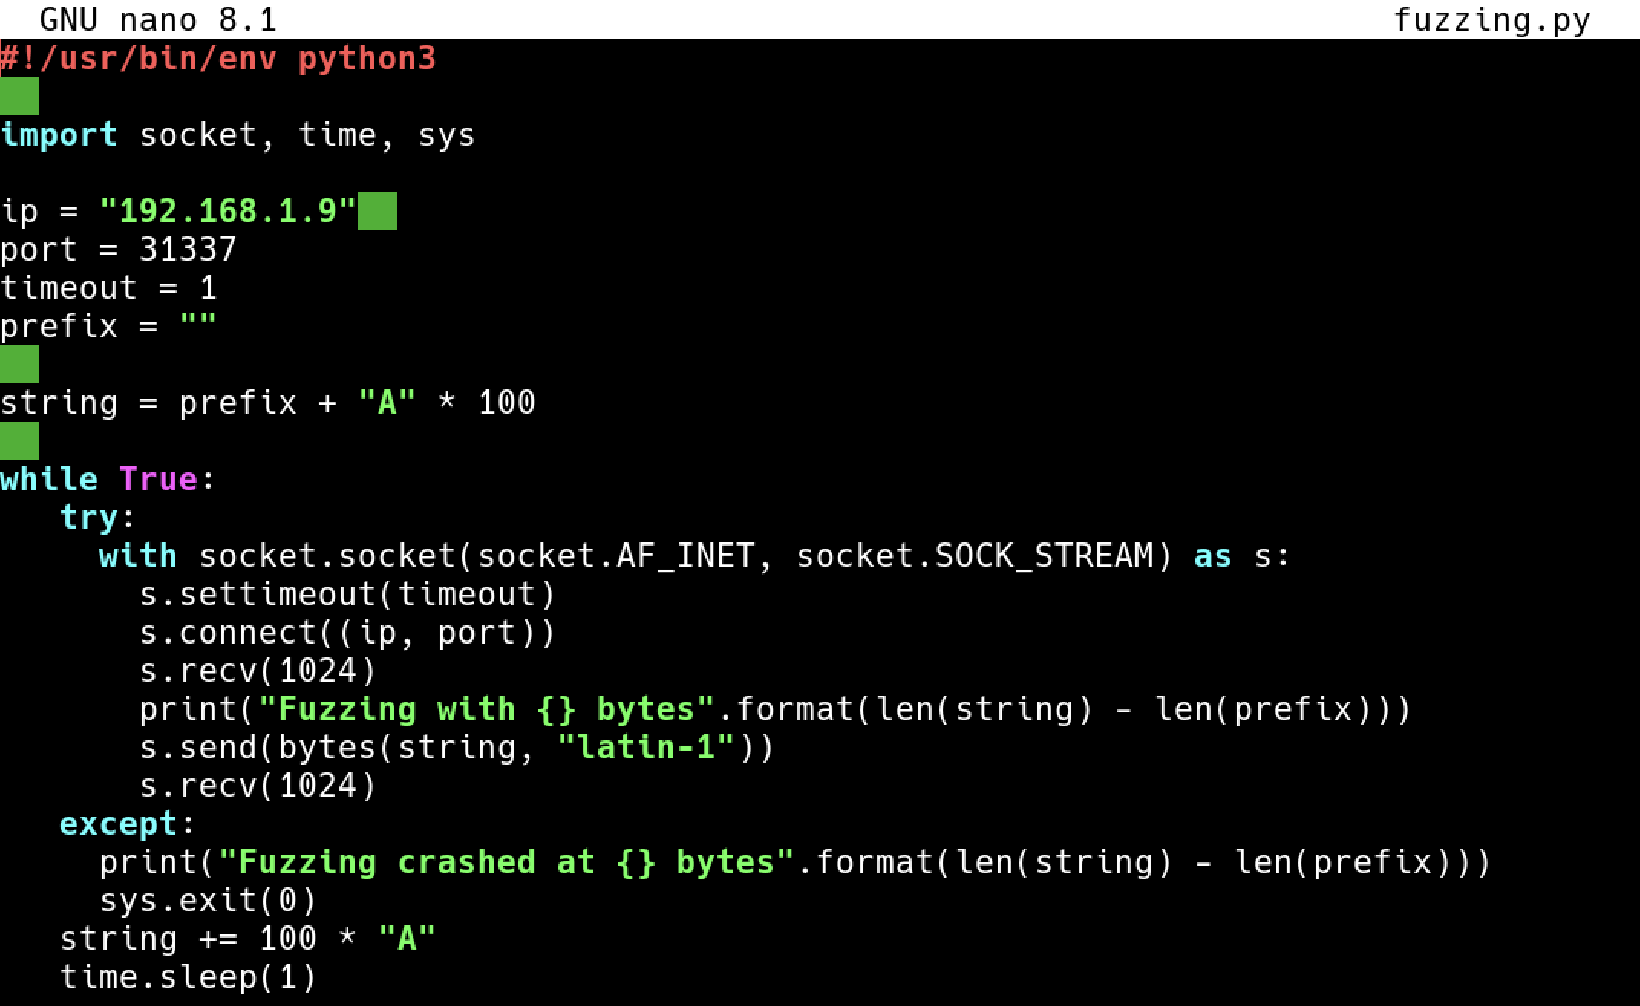 GNU nano 8.1 fuzzing.py
#!/usr/bin/env python3
import socket, time, sys
ip = "192.168.1.9"
port = 31337
timeout = 1
prefix = ""
string = prefix + "A" * 100
while True:
   try:
     with socket.socket(socket.AF_INET, socket.SOCK_STREAM) as s:
       s.settimeout(timeout)
       s.connect((ip, port))
       s.recv(1024)
       print("Fuzzing with {} bytes".format(len(string) - len(prefix)))
       s.send(bytes(string, "latin-1"))
       s.recv(1024)
   except:
     print("Fuzzing crashed at {} bytes".format(len(string) - len(prefix)))
     sys.exit(0)
   string += 100 * "A"
   time.sleep(1)